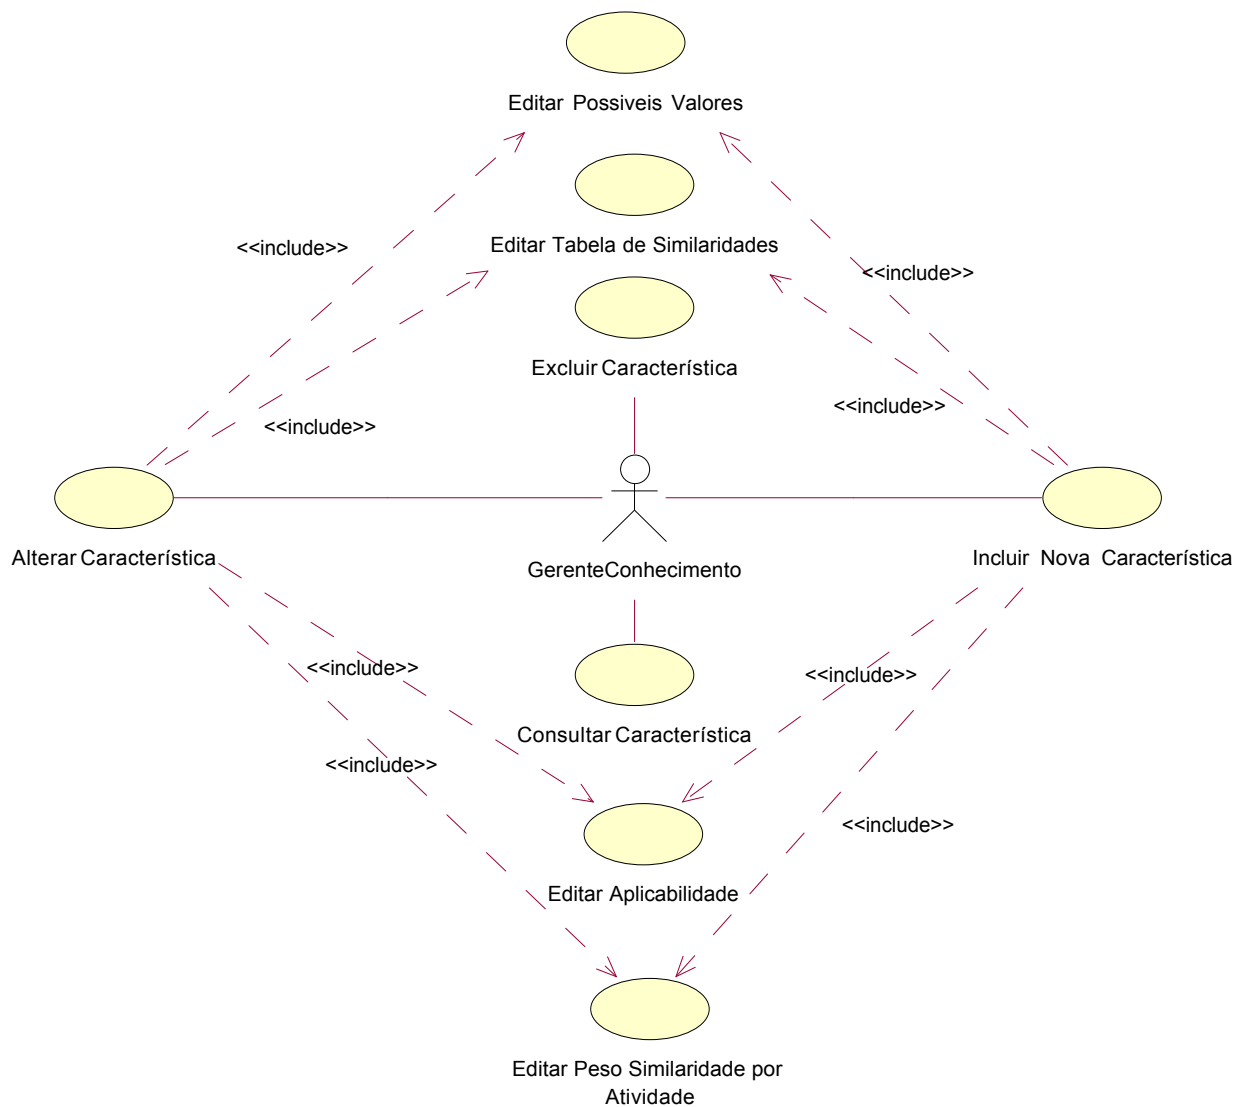 Editar Possiveis Valores
<<include>>
Editar Tabela de Similaridades
<<include>>
Excluir Característica
<<include>>
<<include>>
Alterar Característica
GerenteConhecimento
Incluir Nova Característica
<<include>>
<<include>>
Consultar Característica
<<include>>
<<include>>
Editar Aplicabilidade
Editar Peso Similaridade por
Atividade